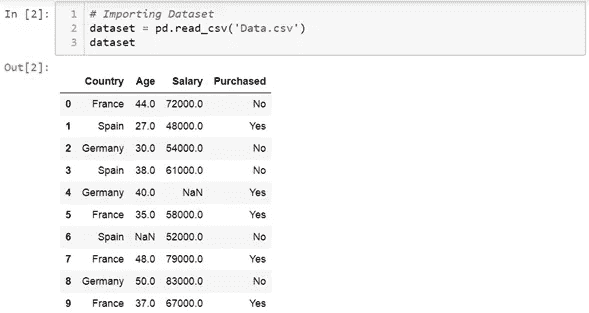 In [2]:
1 # Importing Dataset
2 dataset = pd.read_csv('Data.csv')
3 dataset
Out[2]:
Country Age Salary Purchased
0 France 44.0 72000.0 No
1 Spain 27.0 48000.0 Yes
2 Germany 30.0 54000.0 No
3 Spain 38.0 61000.0 No
4 Germany 40.0 NaN Yes
5 France 35.0 58000.0 Yes
6 Spain NaN 52000.0 No
7 France 48.0 79000.0 Yes
8 Germany 50.0 83000.0 No
9 France 37.0 67000.0 Yes